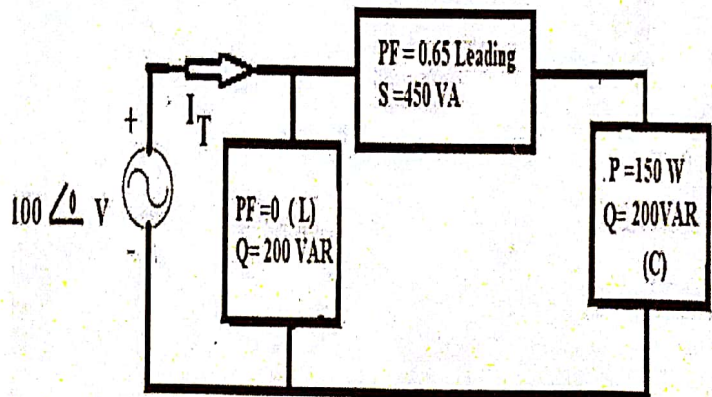 PF = 0.65 Leading
S =450 VA
+
I_T
100 ∠0 V
-
PF =0 (L)
Q= 200 VAR
.P =150 W
Q= 200VAR
(C)